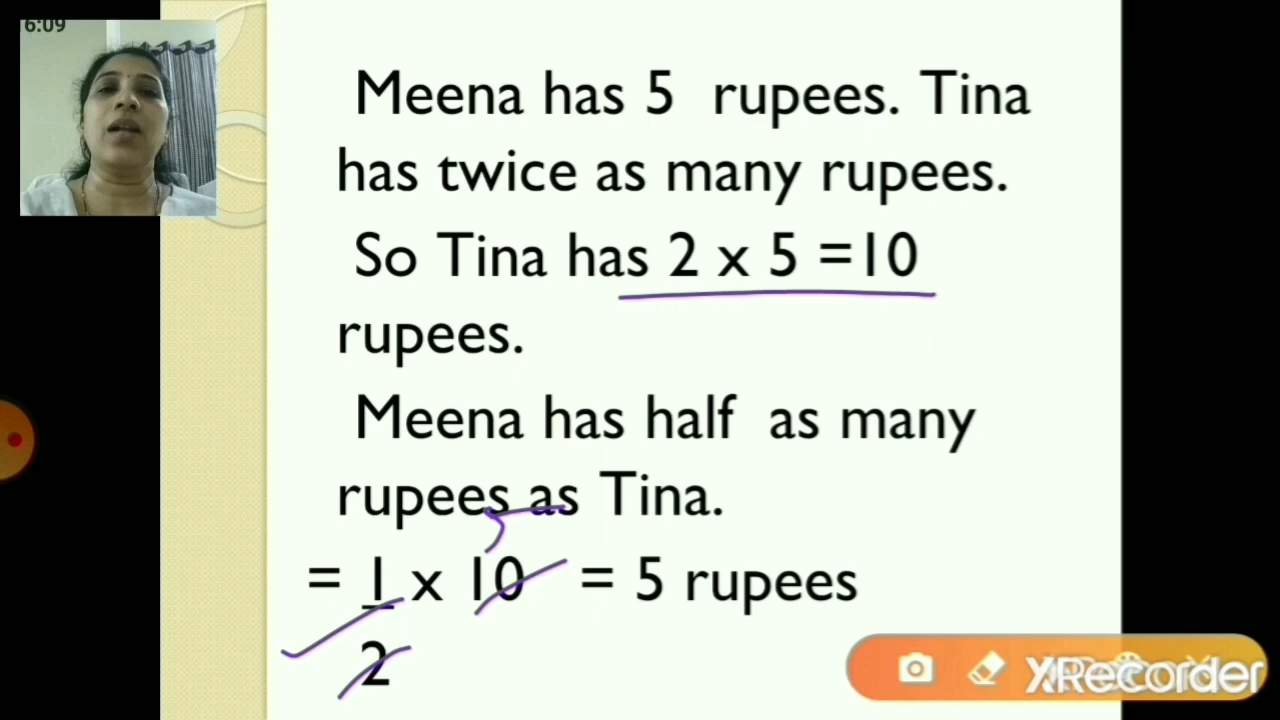 6:09
Meena has 5 rupees. Tina
has twice as many rupees.
So Tina has 2 x 5 =10
rupees.
Meena has half as many
rupees as Tina.
5
= 1 x 10 = 5 rupees
2
XRecorder